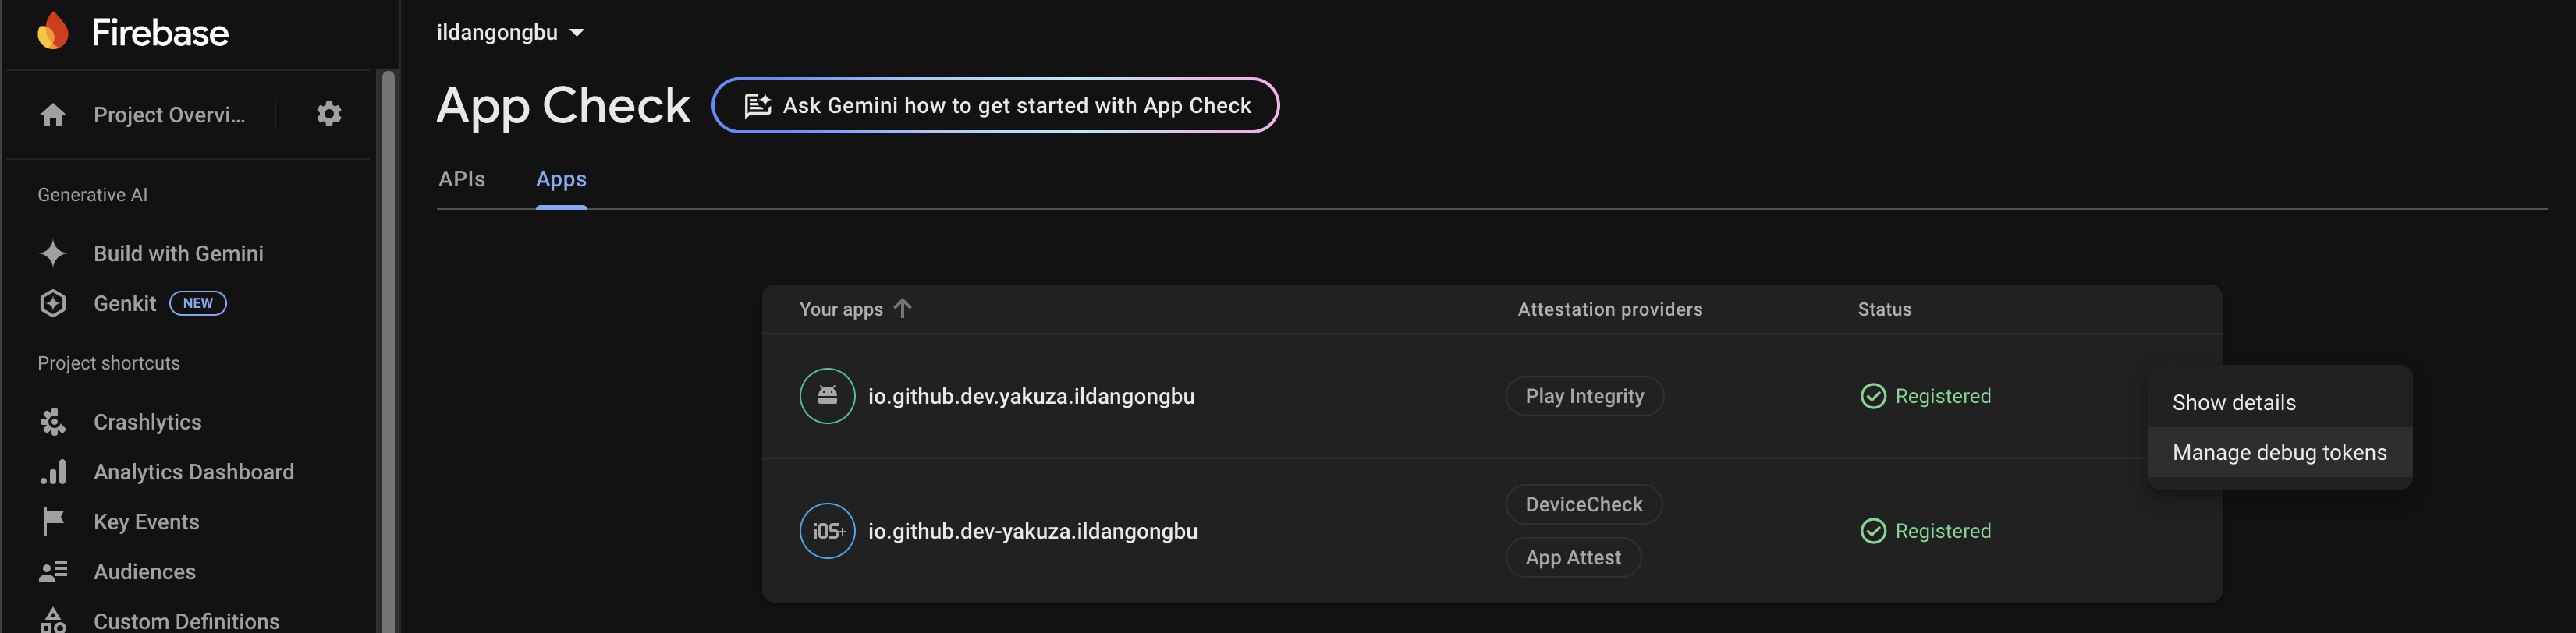 Firebase
Project Overvi...
Generative AI
Build with Gemini
Genkit NEW
Project shortcuts
Crashlytics
Analytics Dashboard
Key Events
Audiences
Custom Definitions
ildangongbu
App Check
Ask Gemini how to get started with App Check
APIs Apps
Your apps Attestation providers Status
io.github.dev.yakuza.ildangongbu Play Integrity Registered
Show details
Manage debug tokens
iOS+ io.github.dev-yakuza.ildangongbu DeviceCheck Registered
App Attest